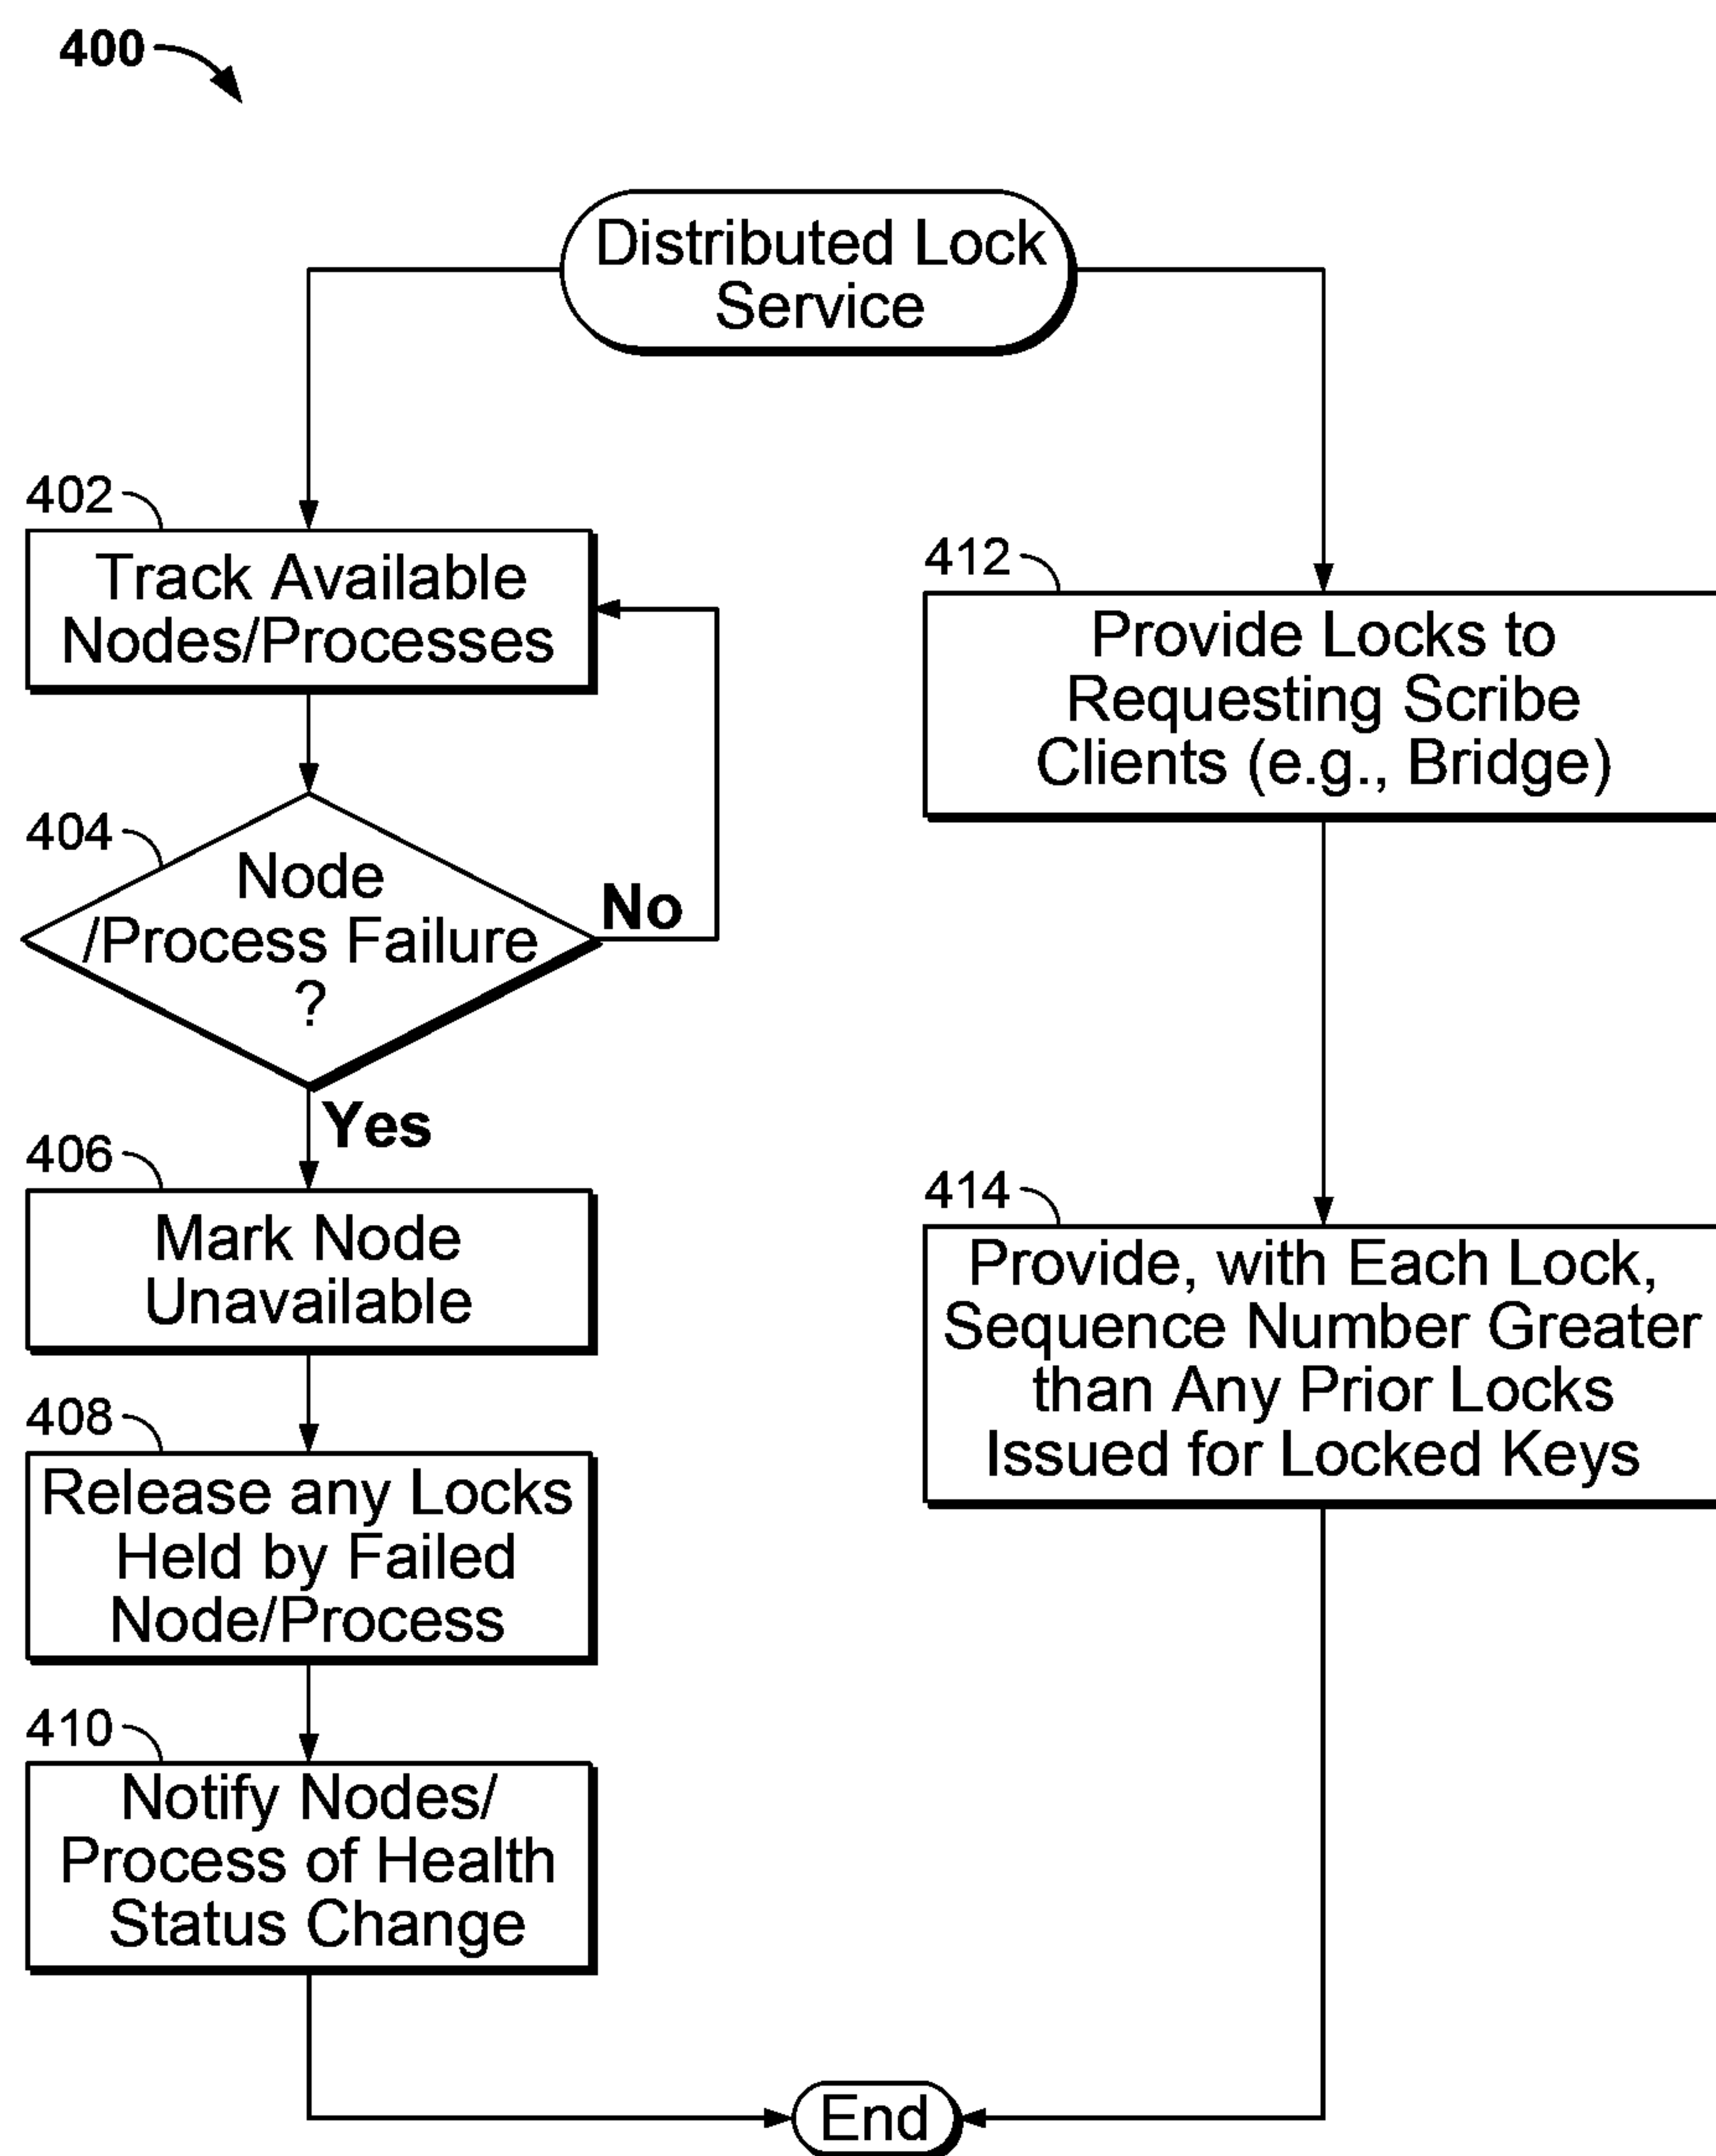 400
Distributed Lock
Service
402
Track Available
Nodes/Processes
404
Node
/Process Failure
?
No
Yes
406
Mark Node
Unavailable
408
Release any Locks
Held by Failed
Node/Process
410
Notify Nodes/
Process of Health
Status Change
412
Provide Locks to
Requesting Scribe
Clients (e.g., Bridge)
414
Provide, with Each Lock,
Sequence Number Greater
than Any Prior Locks
Issued for Locked Keys
End